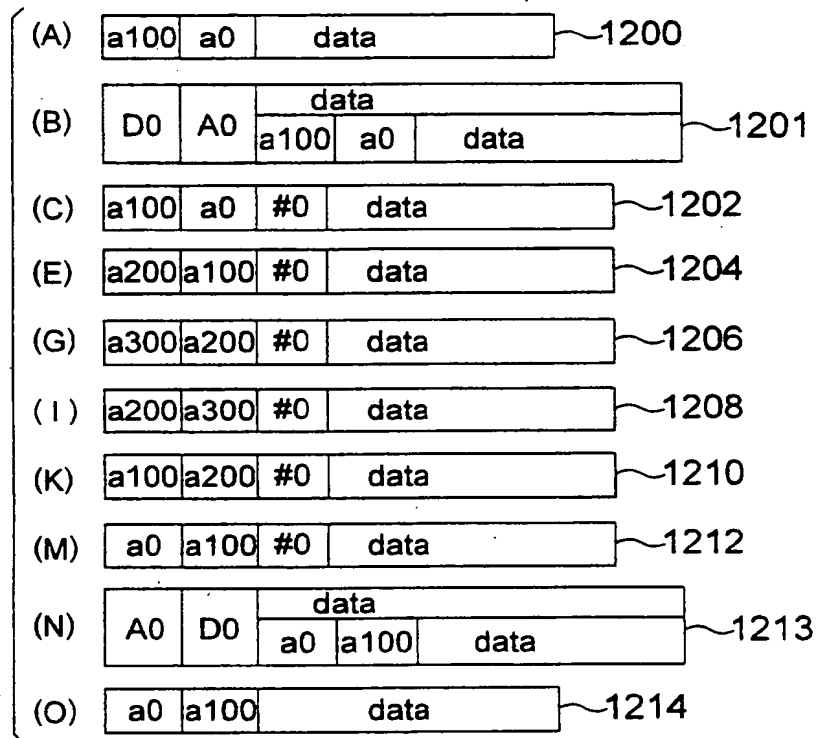 (A) a100 a0 data 1200
(B) D0 A0 data a100 a0 data 1201
(C) a100 a0 #0 data 1202
(E) a200 a100 #0 data 1204
(G) a300 a200 #0 data 1206
(I) a200 a300 #0 data 1208
(K) a100 a200 #0 data 1210
(M) a0 a100 #0 data 1212
(N) A0 D0 data a0 a100 data 1213
(O) a0 a100 data 1214